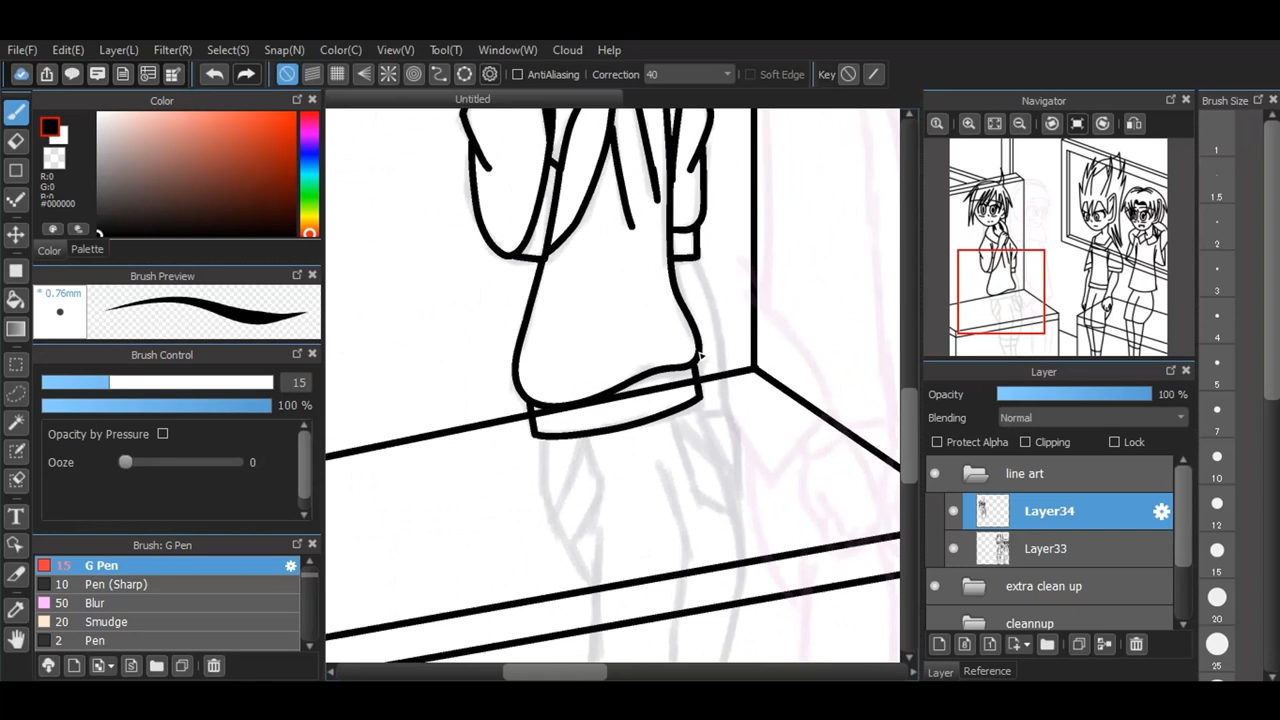 File(F) Edit(E) Layer(L) Filter(R) Select(S) Snap(N) Color(C) View(V) Tool(T) Window(W) Cloud Help
AntiAliasing Correction 40 Soft Edge Key
Color
Untitled
Navigator
Brush Size
R:0
G:0
B:0
#000000
Color Palette
Brush Preview
* 0.76mm
Brush Control
15
100 %
Opacity by Pressure
Ooze 0
Brush: G Pen
15 G Pen
10 Pen (Sharp)
50 Blur
20 Smudge
2 Pen
Layer
Opacity 100 %
Blending Normal
Protect Alpha Clipping Lock
line art
Layer34
Layer33
extra clean up
cleannup
Layer Reference
1
1.5
2
3
4
5
7
10
12
15
20
25